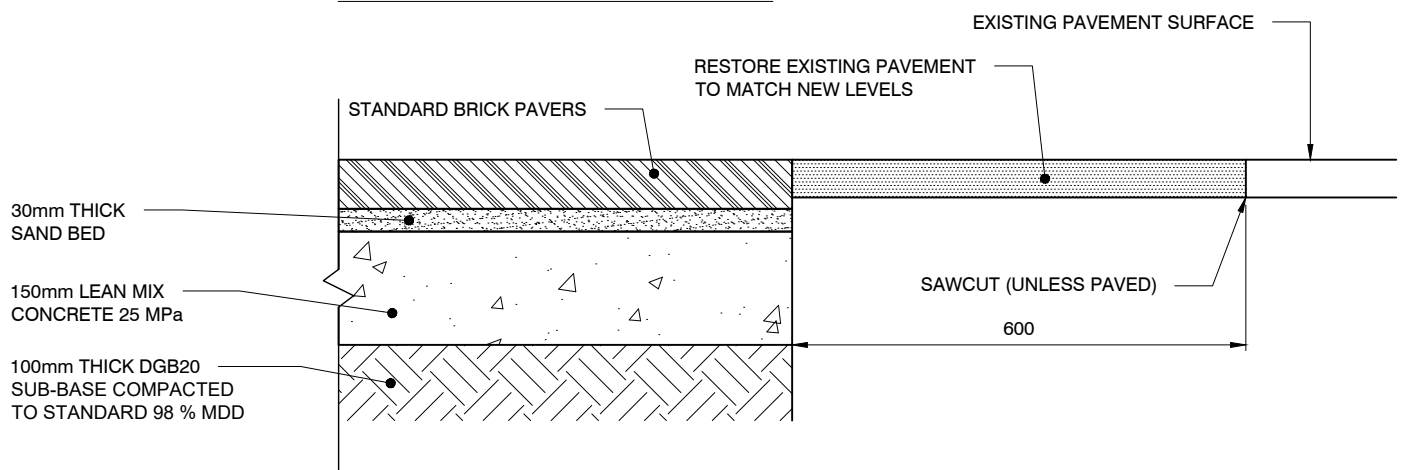 EXISTING PAVEMENT SURFACE
RESTORE EXISTING PAVEMENT
TO MATCH NEW LEVELS
STANDARD BRICK PAVERS
30mm THICK
SAND BED
150mm LEAN MIX
CONCRETE 25 MPa
SAWCUT (UNLESS PAVED)
600
100mm THICK DGB20
SUB-BASE COMPACTED
TO STANDARD 98 % MDD